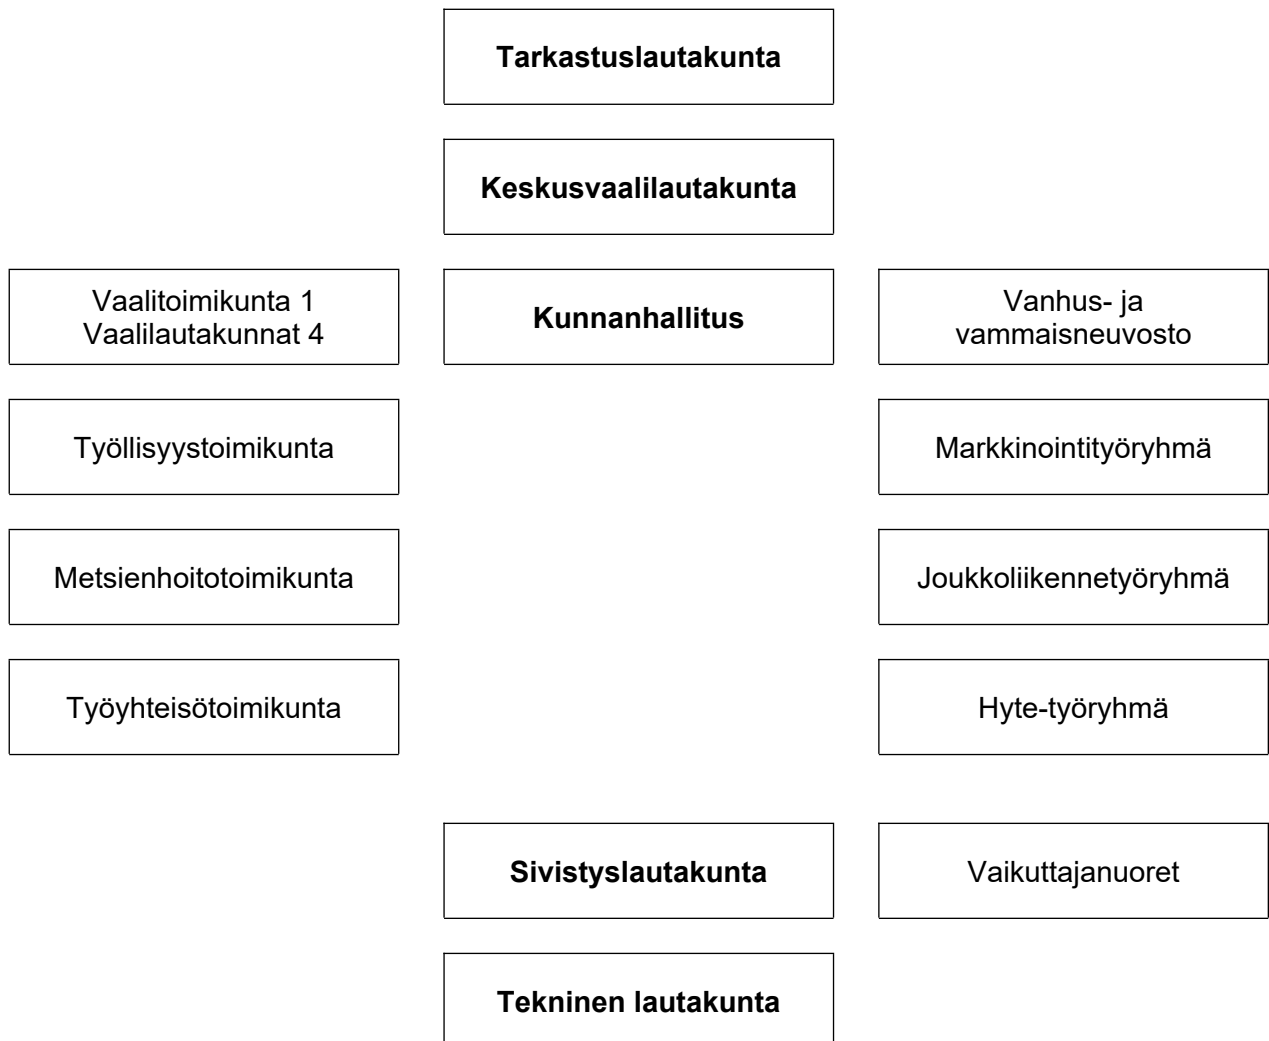 Tarkastuslautakunta
Keskusvaalilautakunta
Vaalitoimikunta 1
Vaalilautakunnat 4
Kunnanhallitus
Vanhus- ja
vammaisneuvosto
Työllisyystoimikunta
Markkinointityöryhmä
Metsienhoitotoimikunta
Joukkoliikennetyöryhmä
Työyhteisötoimikunta
Hyte-työryhmä
Sivistyslautakunta
Vaikuttajanuoret
Tekninen lautakunta